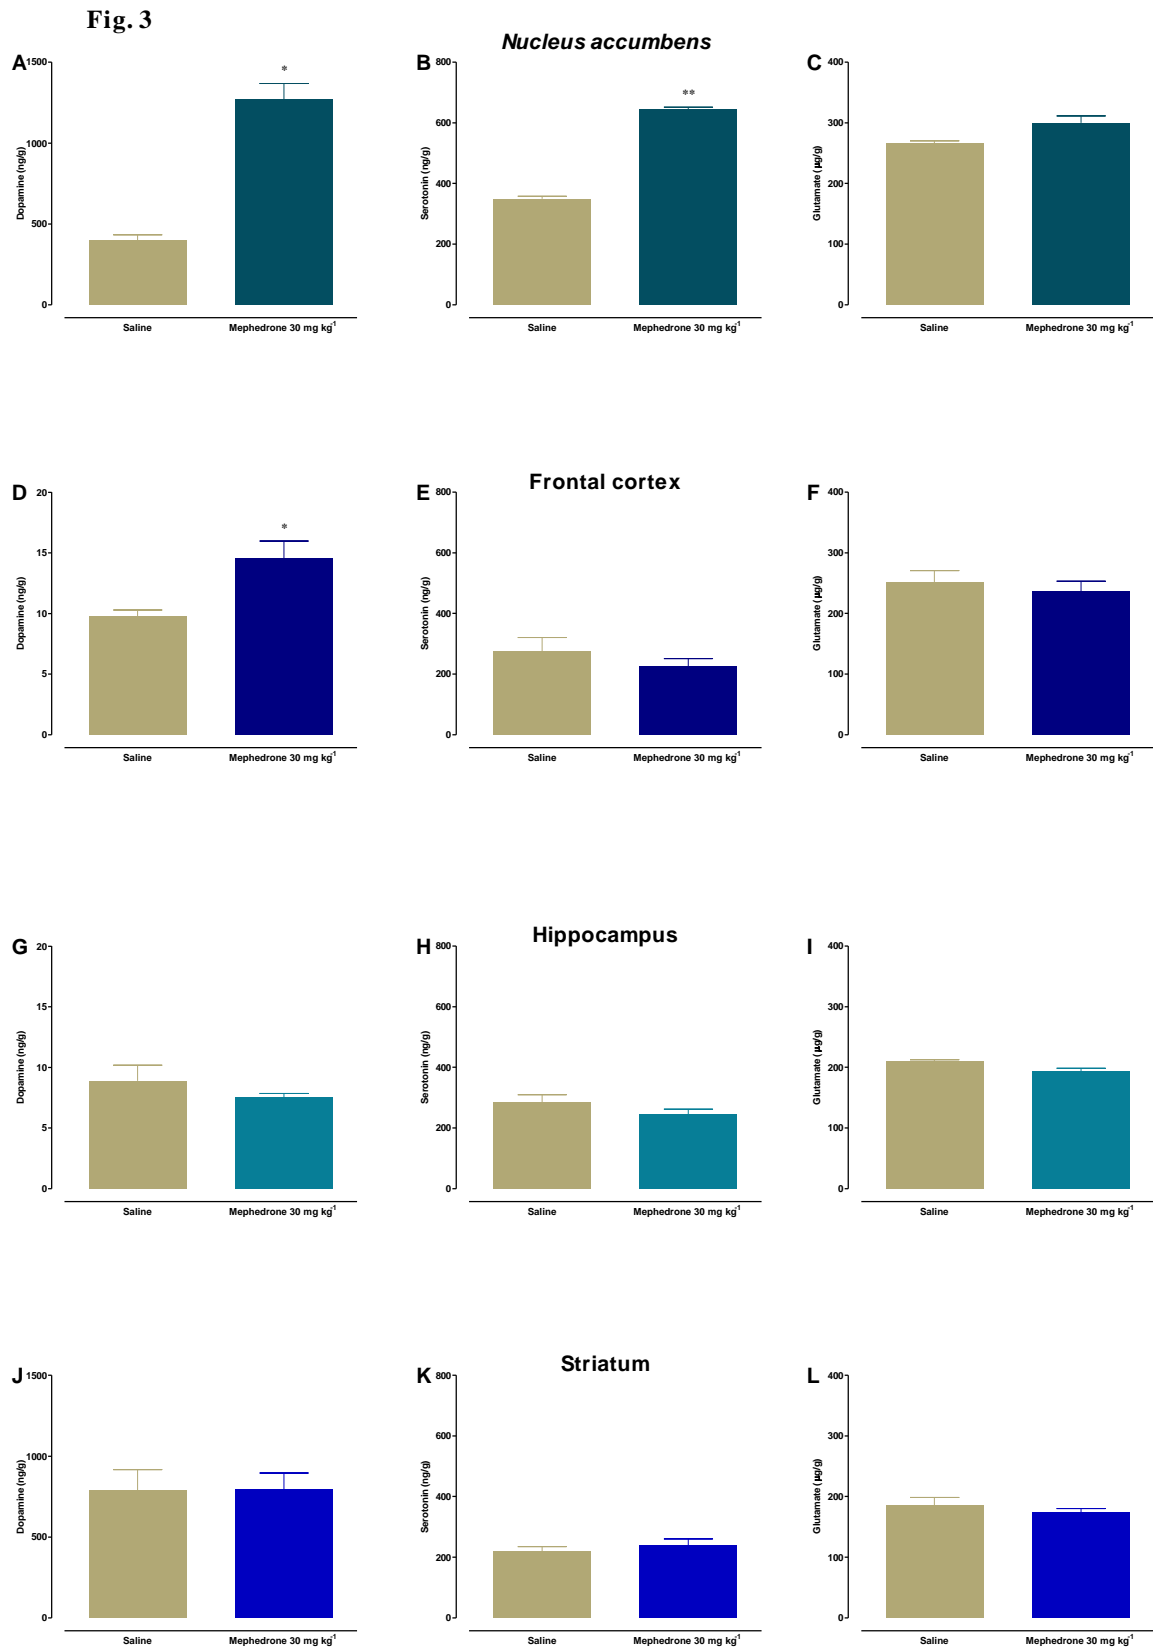 Fig. 3
Nucleus accumbens
A
Dopamine (ng/g)
1500
1000
500
0
*
Saline
Mephedrone 30 mg kg-1
B
Serotonin (ng/g)
800
600
400
200
0
**
Saline
Mephedrone 30 mg kg-1
C
Glutamate (µg/g)
400
300
200
100
0
Saline
Mephedrone 30 mg kg-1
Frontal cortex
D
Dopamine (ng/g)
20
15
10
5
0
*
Saline
Mephedrone 30 mg kg-1
E
Serotonin (ng/g)
800
600
400
200
0
Saline
Mephedrone 30 mg kg-1
F
Glutamate (µg/g)
400
300
200
100
0
Saline
Mephedrone 30 mg kg-1
Hippocampus
G
Dopamine (ng/g)
20
15
10
5
0
Saline
Mephedrone 30 mg kg-1
H
Serotonin (ng/g)
800
600
400
200
0
Saline
Mephedrone 30 mg kg-1
I
Glutamate (µg/g)
400
300
200
100
0
Saline
Mephedrone 30 mg kg-1
Striatum
J
Dopamine (ng/g)
1500
1000
500
0
Saline
Mephedrone 30 mg kg-1
K
Serotonin (ng/g)
800
600
400
200
0
Saline
Mephedrone 30 mg kg-1
L
Glutamate (µg/g)
400
300
200
100
0
Saline
Mephedrone 30 mg kg-1